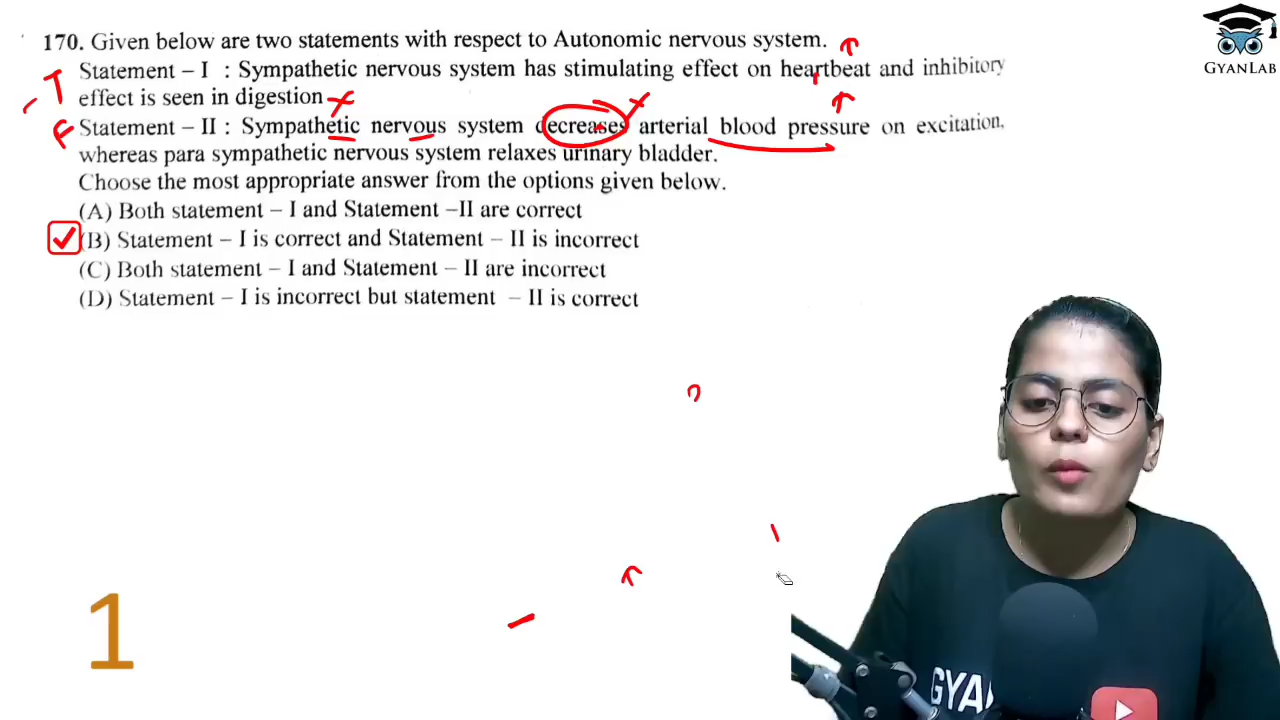 170. Given below are two statements with respect to Autonomic nervous system.
Statement – I : Sympathetic nervous system has stimulating effect on heartbeat and inhibitory
effect is seen in digestion
Statement – II : Sympathetic nervous system decreases arterial blood pressure on excitation,
whereas para sympathetic nervous system relaxes urinary bladder.
Choose the most appropriate answer from the options given below.
(A) Both statement – I and Statement –II are correct
(B) Statement – I is correct and Statement – II is incorrect
(C) Both statement – I and Statement – II are incorrect
(D) Statement – I is incorrect but statement – II is correct
T
F
1
GYANLAB
GYA